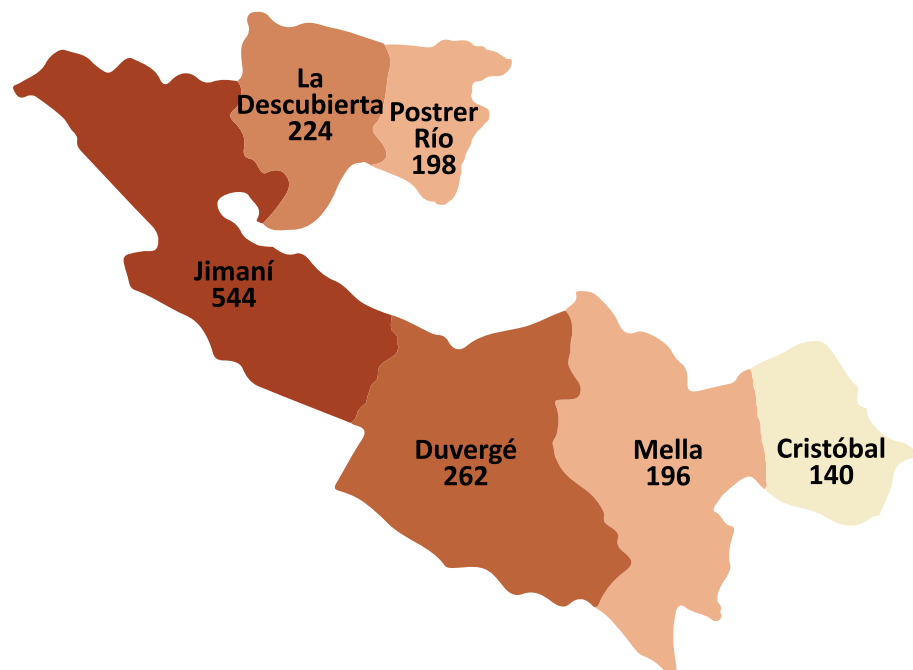 La
Descubierta
224
Postrer
Río
198
Jimaní
544
Duvergé
262
Mella
196
Cristóbal
140